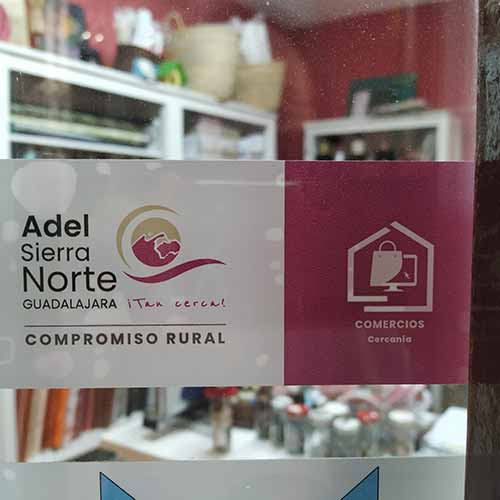 Adel
Sierra
Norte
GUADALAJARA ¡Tan cerca!
COMPROMISO RURAL
COMERCIOS
Cercanía